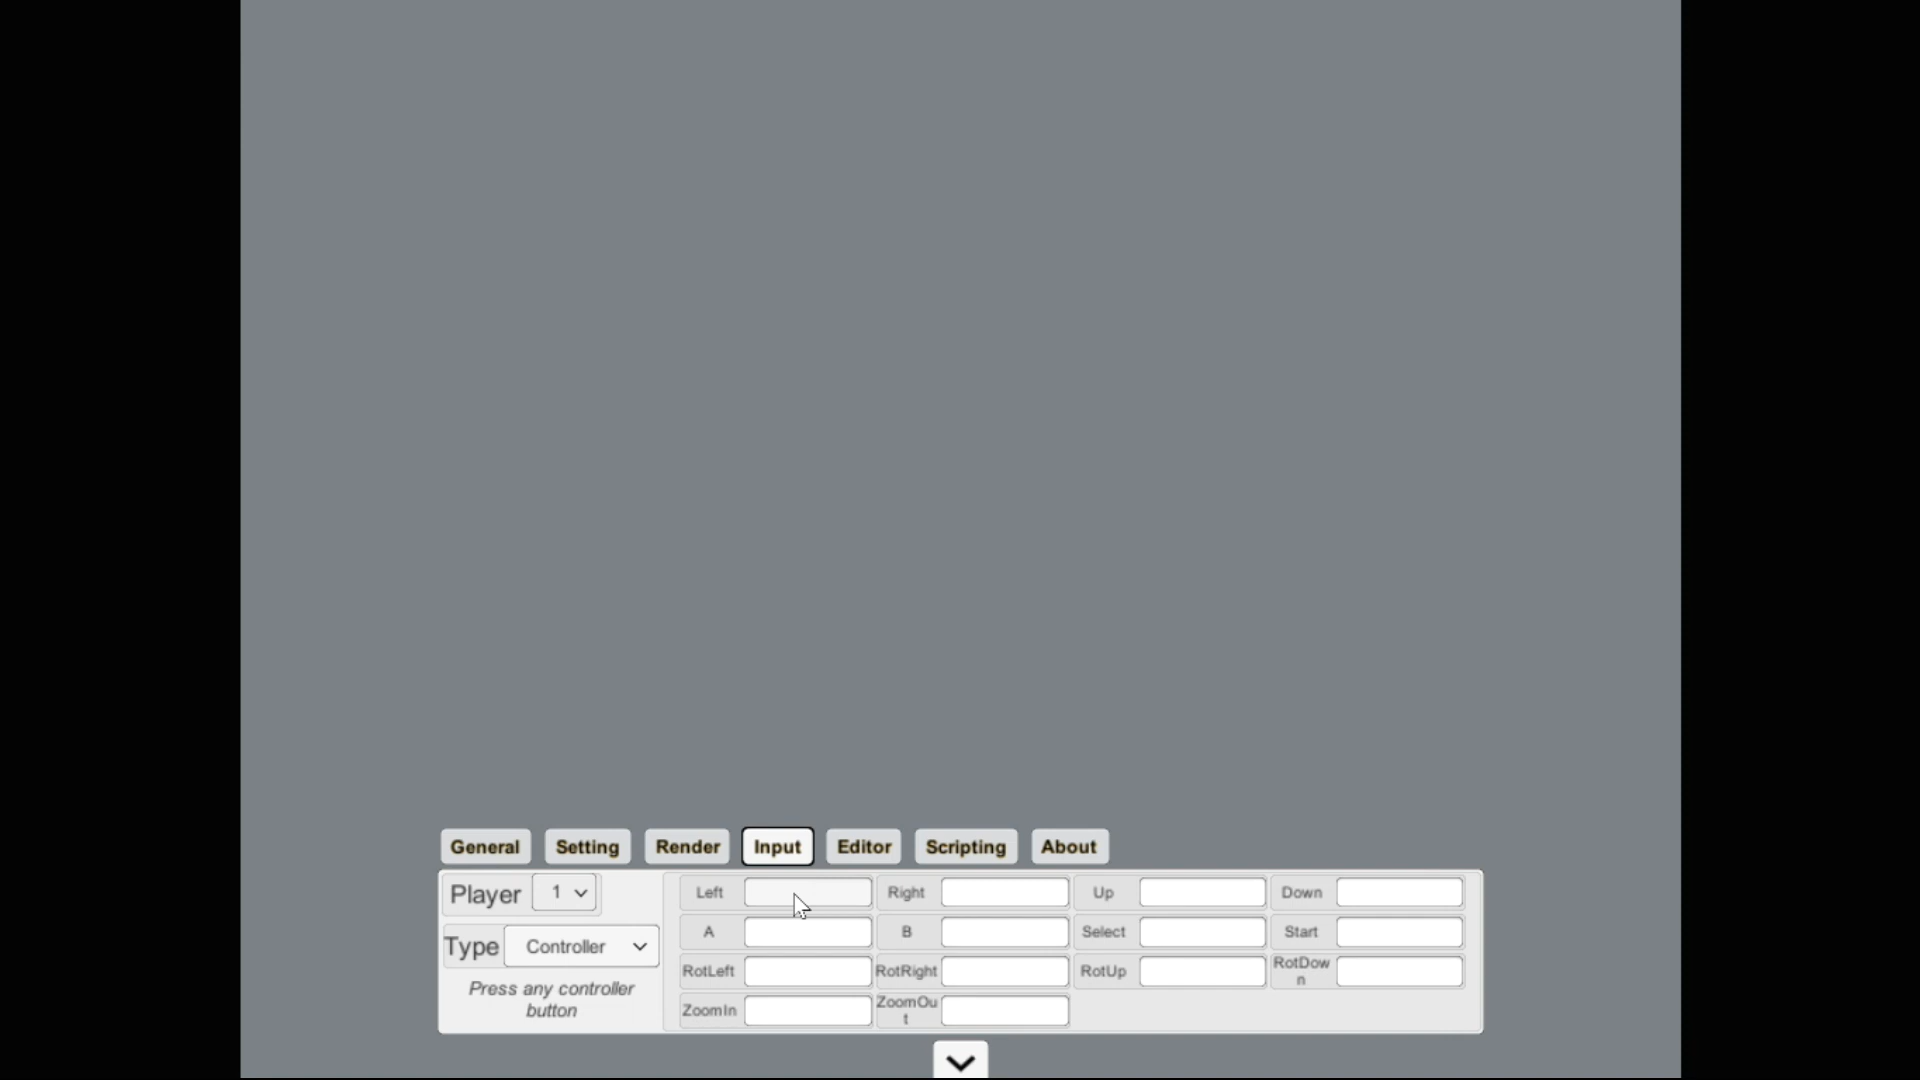 General Setting Render Input Editor Scripting About
Player 1 Left Right Up Down
A B Select Start
Type Controller
RotLeft RotRight RotUp RotDow
n
Press any controller
button
ZoomIn ZoomOu
t